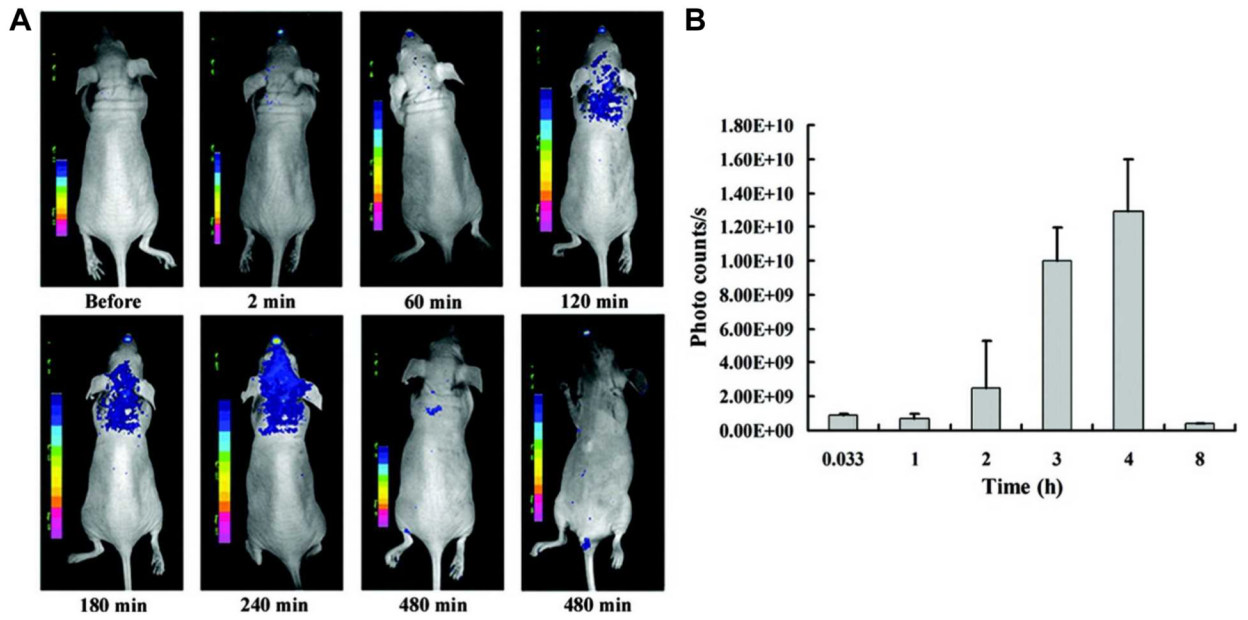 A
Before
2 min
60 min
120 min
180 min
240 min
480 min
480 min
B
Photo counts/s
1.80E+10
1.60E+10
1.40E+10
1.20E+10
1.00E+10
8.00E+09
6.00E+09
4.00E+09
2.00E+09
0.00E+00
0.033
1
2
3
4
8
Time (h)